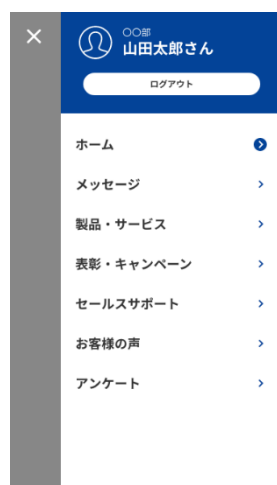 〇〇部
山田太郎さん
ログアウト
ホーム
メッセージ
製品・サービス
表彰・キャンペーン
セールスサポート
お客様の声
アンケート